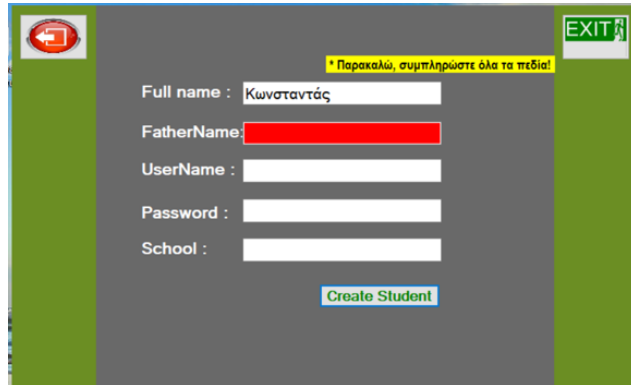 EXIT
* Παρακαλώ, συμπληρώστε όλα τα πεδία!
Full name : Κωνσταντάς
FatherName:
UserName :
Password :
School :
Create Student